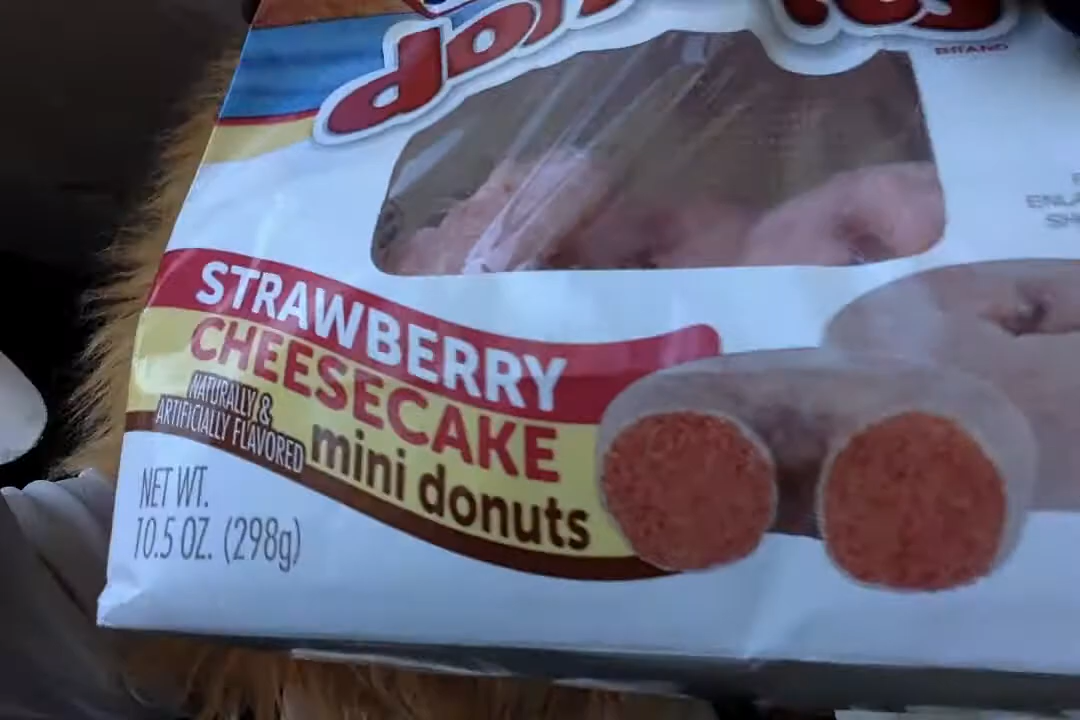 BRAND
STRAWBERRY
CHEESECAKE
NATURALLY &
ARTIFICIALLY FLAVORED
mini donuts
NET WT.
10.5 OZ. (298g)